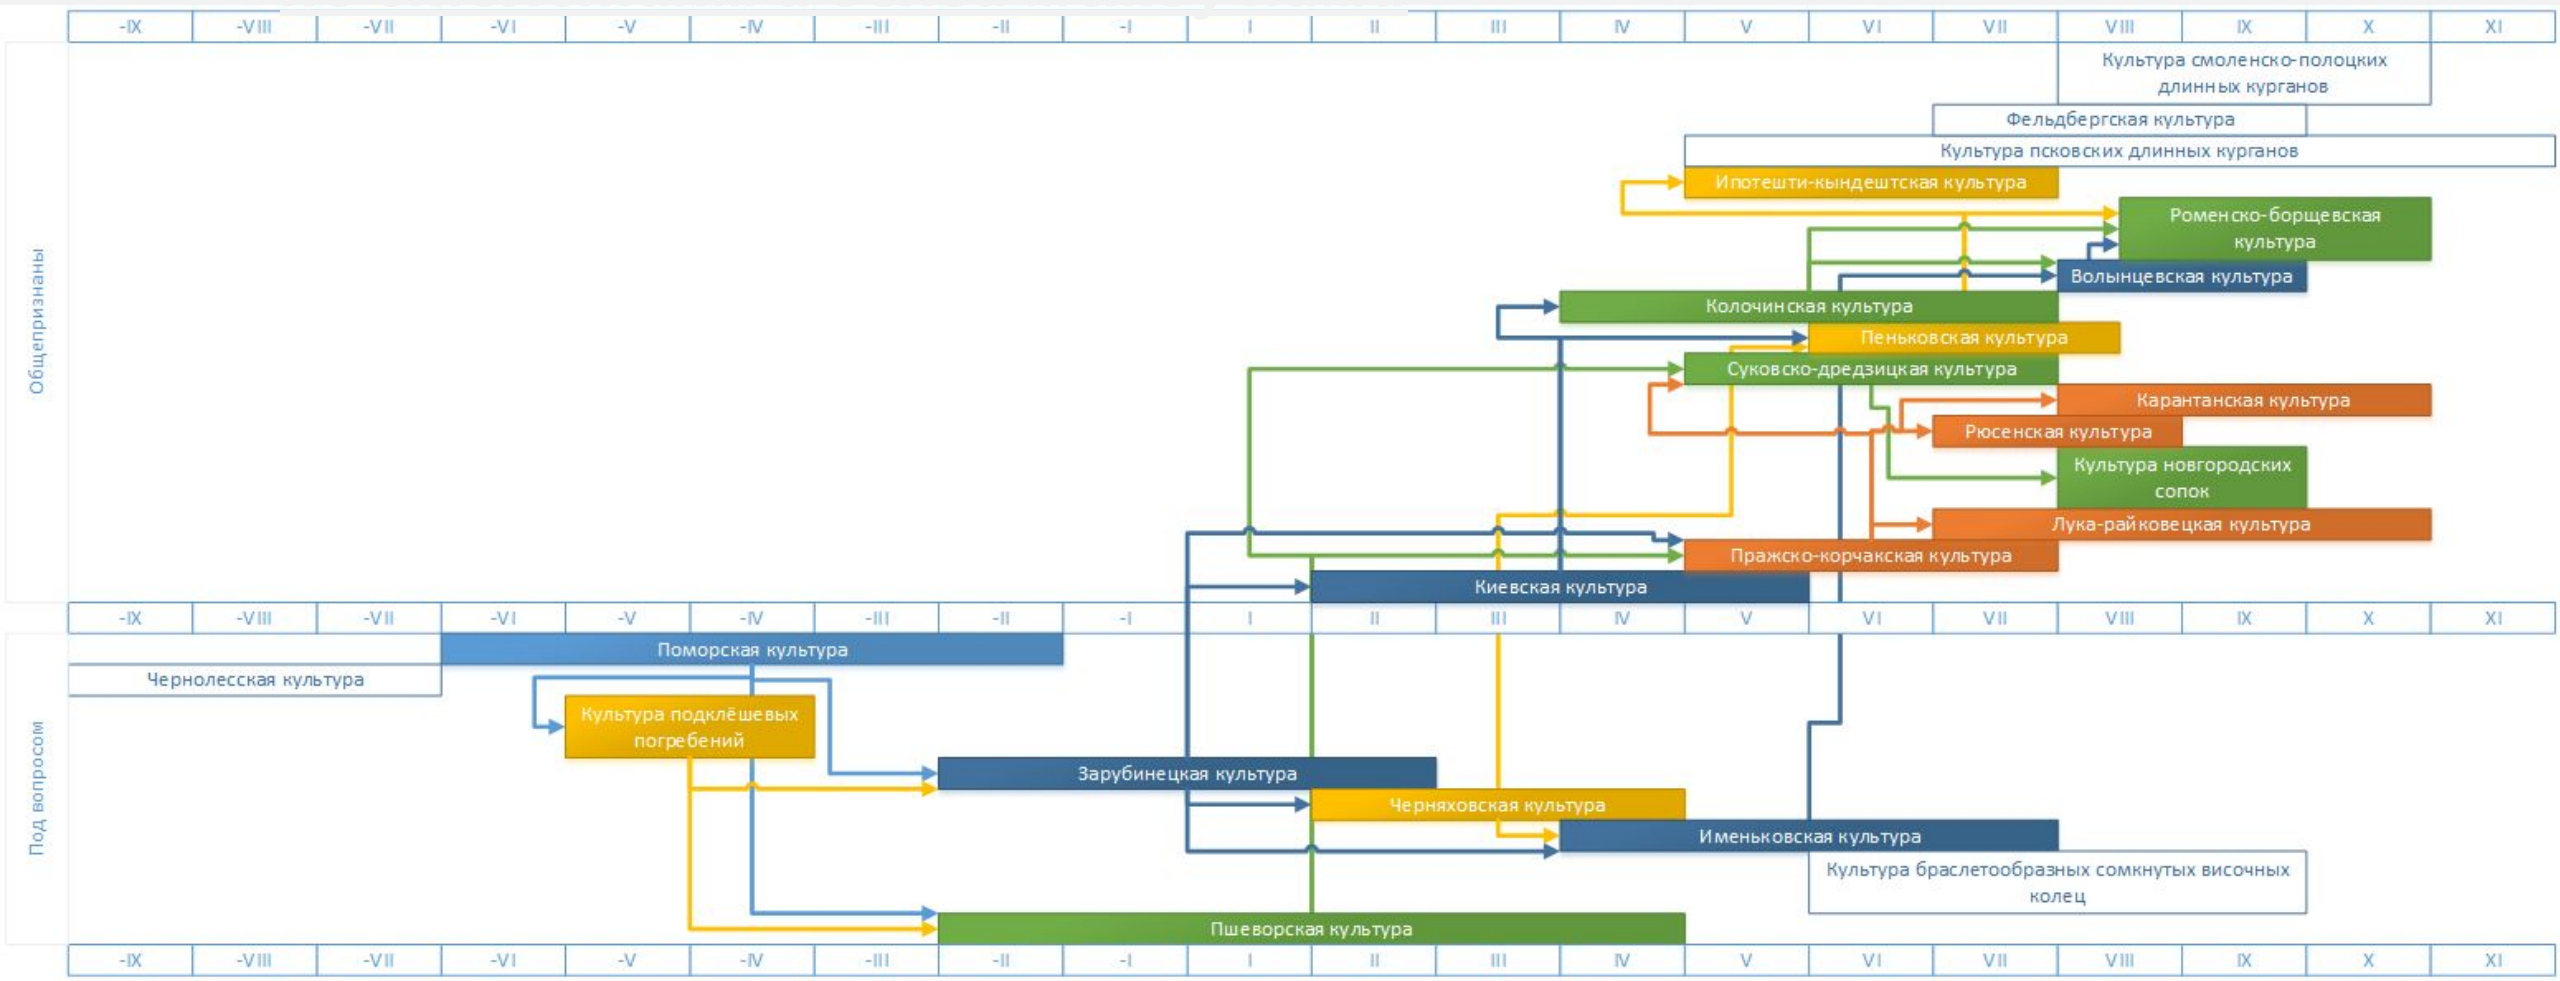 -IX -VIII -VII -VI -V -IV -III -II -I I II III IV V VI VII VIII IX X XI
Общепризнаны
Культура смоленско-полоцких
длинных курганов
Фельдбергская культура
Культура псковских длинных курганов
Ипотешти-кындештская культура
Роменско-борщевская
культура
Волынцевская культура
Колочинская культура
Пеньковская культура
Суковско-дредзицкая культура
Карантанская культура
Рюсенская культура
Культура новгородских
сопок
Лука-райковецкая культура
Пражско-корчакская культура
Киевская культура
-IX -VIII -VII -VI -V -IV -III -II -I I II III IV V VI VII VIII IX X XI
Под вопросом
Поморская культура
Чернолесская культура
Культура подклёшевых
погребений
Зарубинецкая культура
Черняховская культура
Именьковская культура
Культура браслетообразных сомкнутых височных
колец
Пшеворская культура
-IX -VIII -VII -VI -V -IV -III -II -I I II III IV V VI VII VIII IX X XI